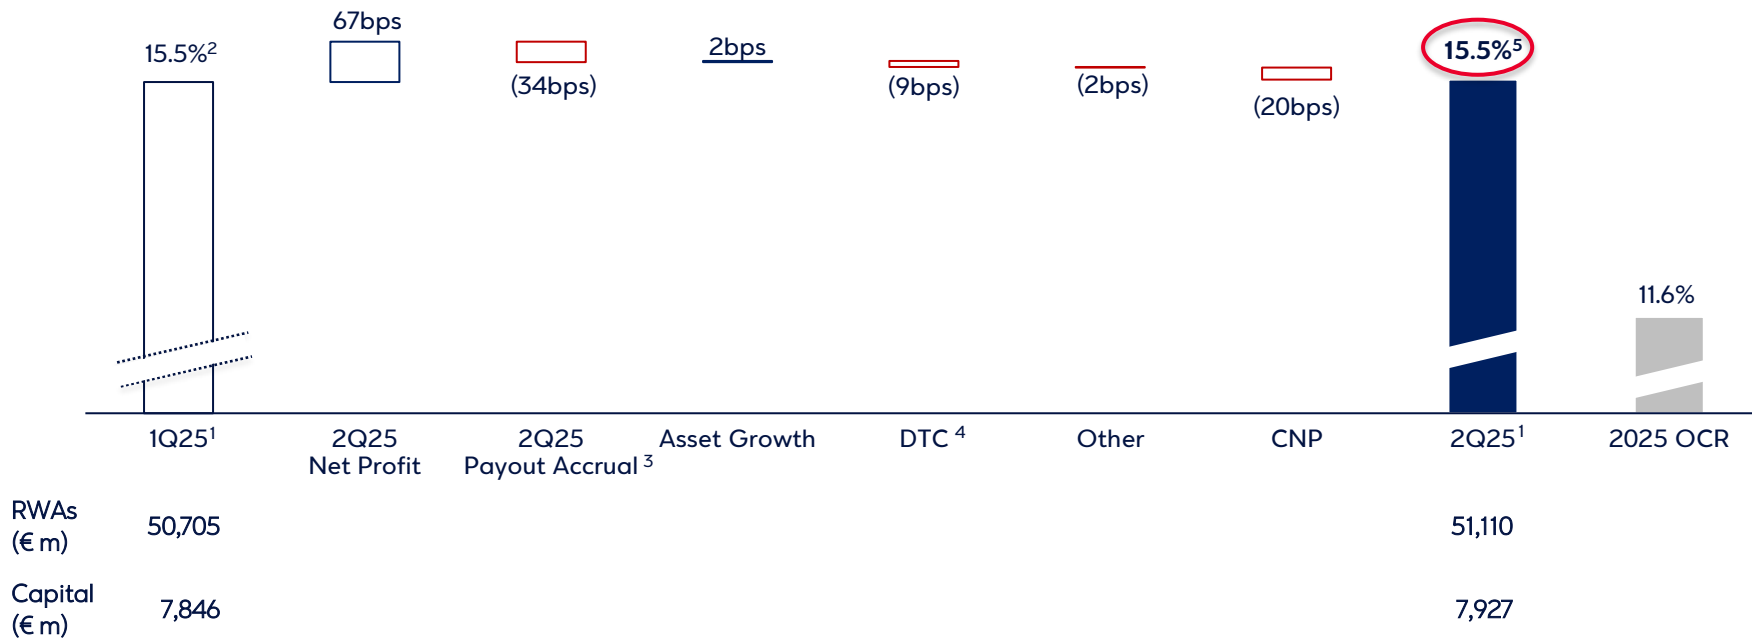 67bps
15.5%²
(34bps)
2bps
(9bps)
(2bps)
(20bps)
15.5%⁵
11.6%
1Q25¹
2Q25
Net Profit
2Q25
Payout Accrual ³
Asset Growth
DTC ⁴
Other
CNP
2Q25¹
2025 OCR
RWAs
(€ m)
50,705
51,110
Capital
(€ m)
7,846
7,927